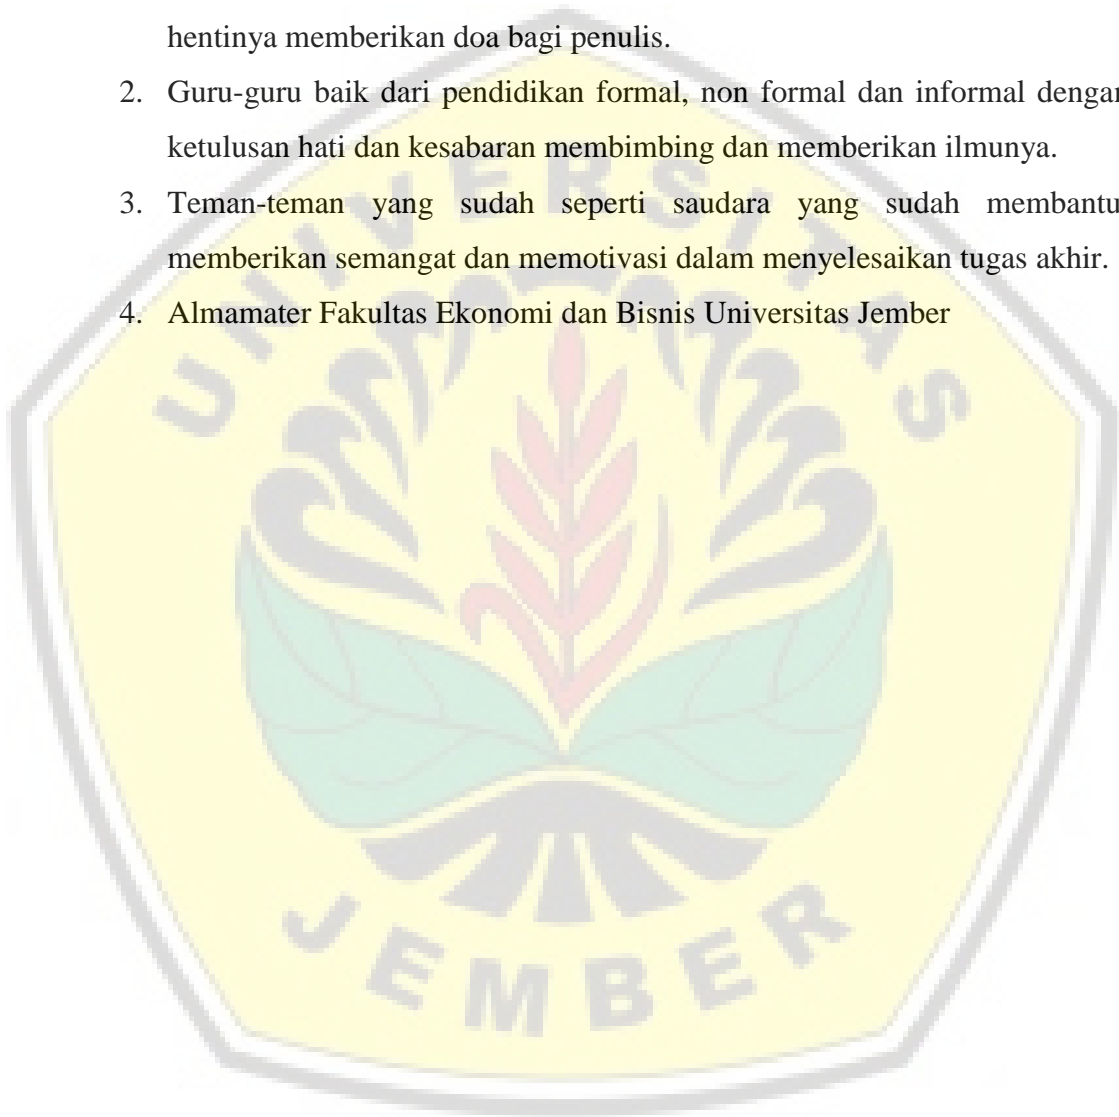 hentinya memberikan doa bagi penulis.
2. Guru-guru baik dari pendidikan formal, non formal dan informal dengan
ketulusan hati dan kesabaran membimbing dan memberikan ilmunya.
3. Teman-teman yang sudah seperti saudara yang sudah membantu
memberikan semangat dan memotivasi dalam menyelesaikan tugas akhir.
4. Almamater Fakultas Ekonomi dan Bisnis Universitas Jember
UNIVERSITAS
JEMBER